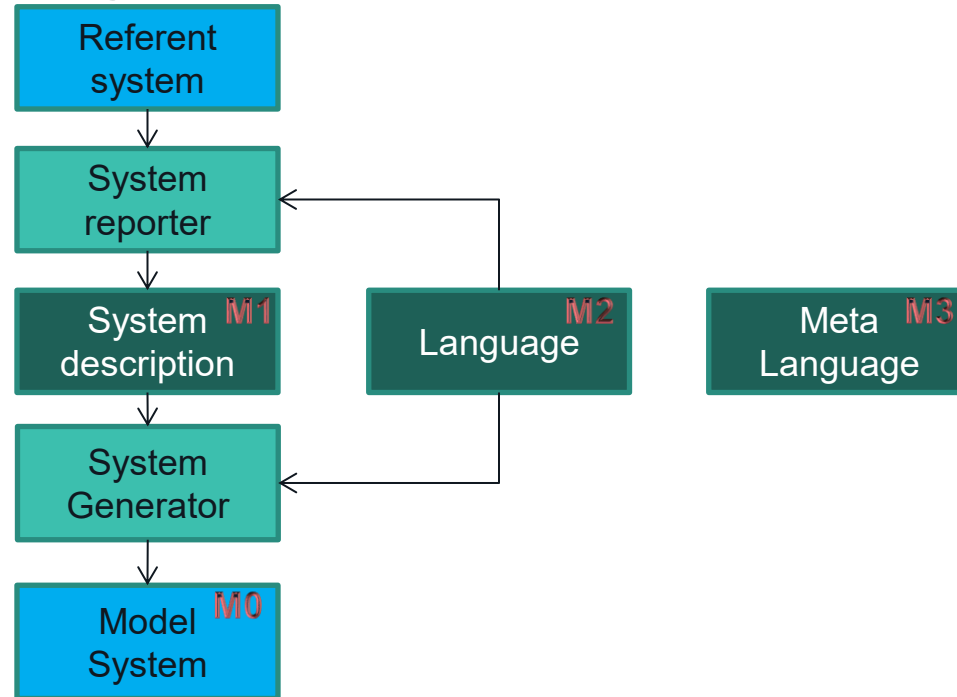 Referent
system
System
reporter
System M1
description
Language M2
Meta M3
Language
System
Generator
Model M0
System